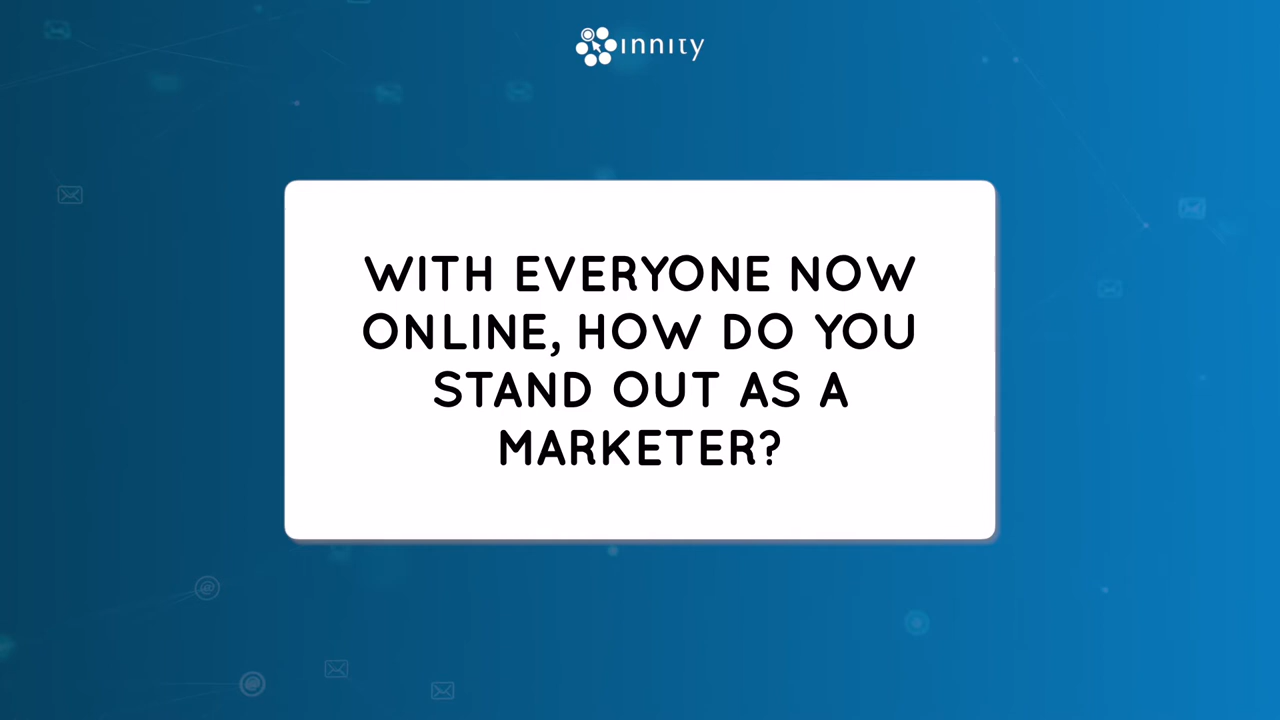 innity
WITH EVERYONE NOW
ONLINE, HOW DO YOU
STAND OUT AS A
MARKETER?